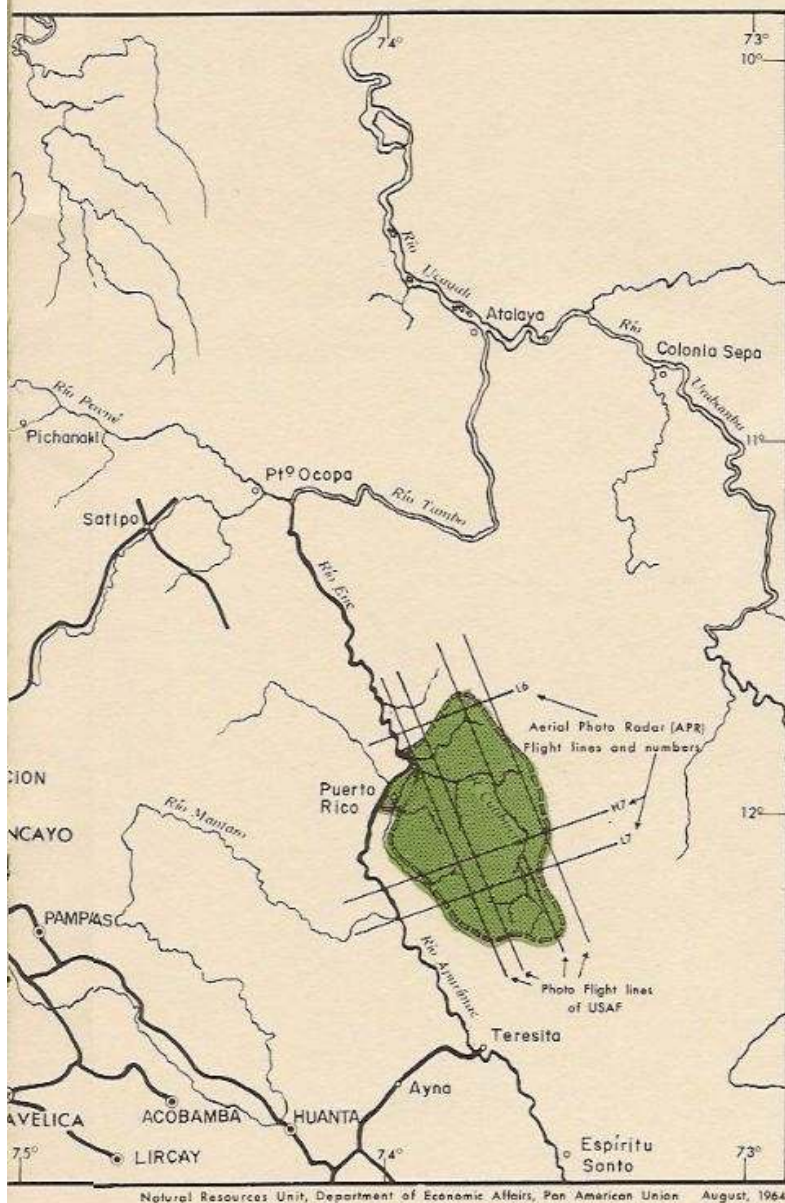 74°
73°
10°
Río
Ucayali
Atalaya
Río
Colonia Sepa
Urubamba
Río Perené
Pichanaki
11°
Ptº Ocopa
Río Tambo
Satipo
Río Ene
L6
Aerial Photo Radar (APR)
Flight lines and numbers
CION
Puerto
Rico
H7
12°
Río Mantaro
NCAYO
L7
PAMPAS
Río Apurímac
Photo Flight lines
of USAF
Teresita
Ayna
AVELICA
ACOBAMBA
HUANTA
LIRCAY
Espíritu
Santo
75°
74°
73°
Natural Resources Unit, Department of Economic Affairs, Pan American Union August, 1964